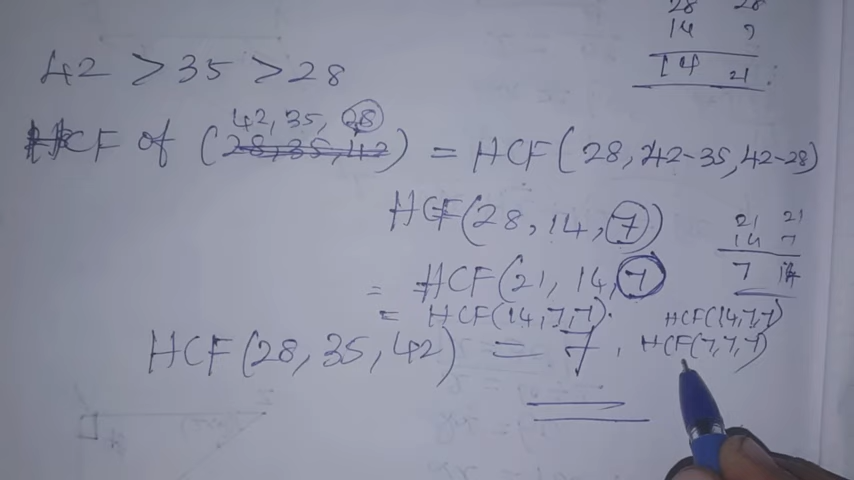 28 28
14 7
14 21
42 > 35 > 28
42, 35, 28
HCF of (28, 35, 42) = HCF(28, 42-35, 42-28)
HCF(28, 14, 7)
21 21
14 7
7 14
= HCF(21, 14, 7)
= HCF(14, 7, 7).
HCF(14, 7, 7)
HCF(28, 35, 42) = 7.
HCF(7, 7, 7)